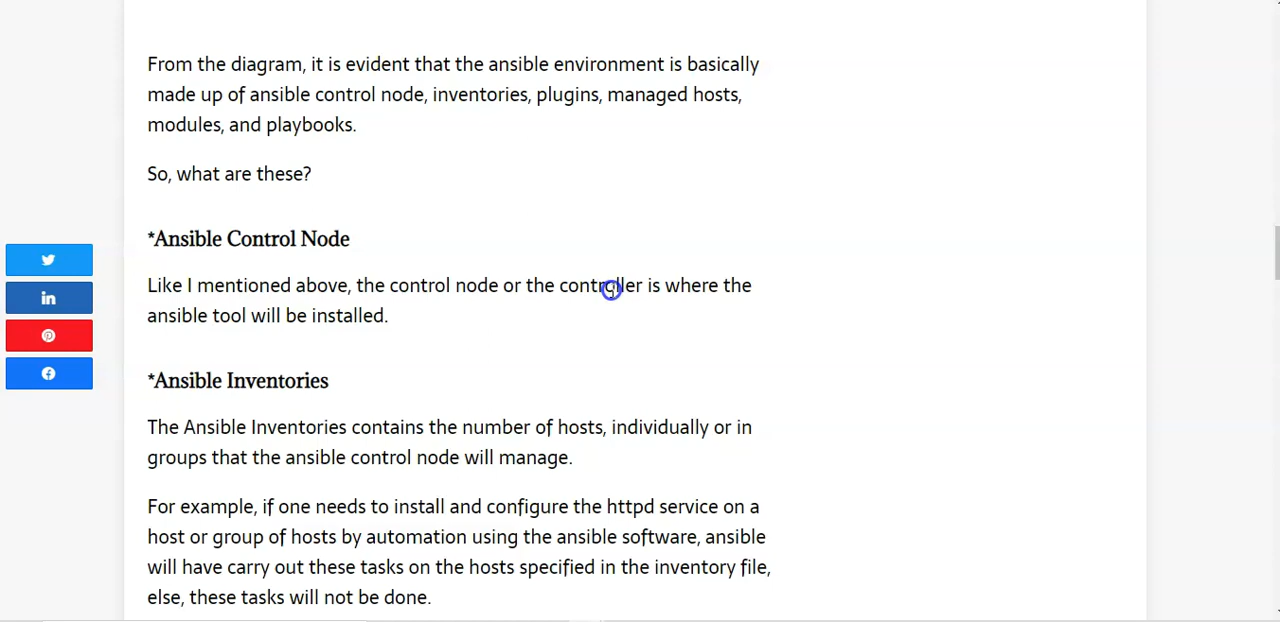 From the diagram, it is evident that the ansible environment is basically
made up of ansible control node, inventories, plugins, managed hosts,
modules, and playbooks.
So, what are these?
*Ansible Control Node
Like I mentioned above, the control node or the controller is where the
ansible tool will be installed.
in
*Ansible Inventories
The Ansible Inventories contains the number of hosts, individually or in
groups that the ansible control node will manage.
For example, if one needs to install and configure the httpd service on a
host or group of hosts by automation using the ansible software, ansible
will have carry out these tasks on the hosts specified in the inventory file,
else, these tasks will not be done.